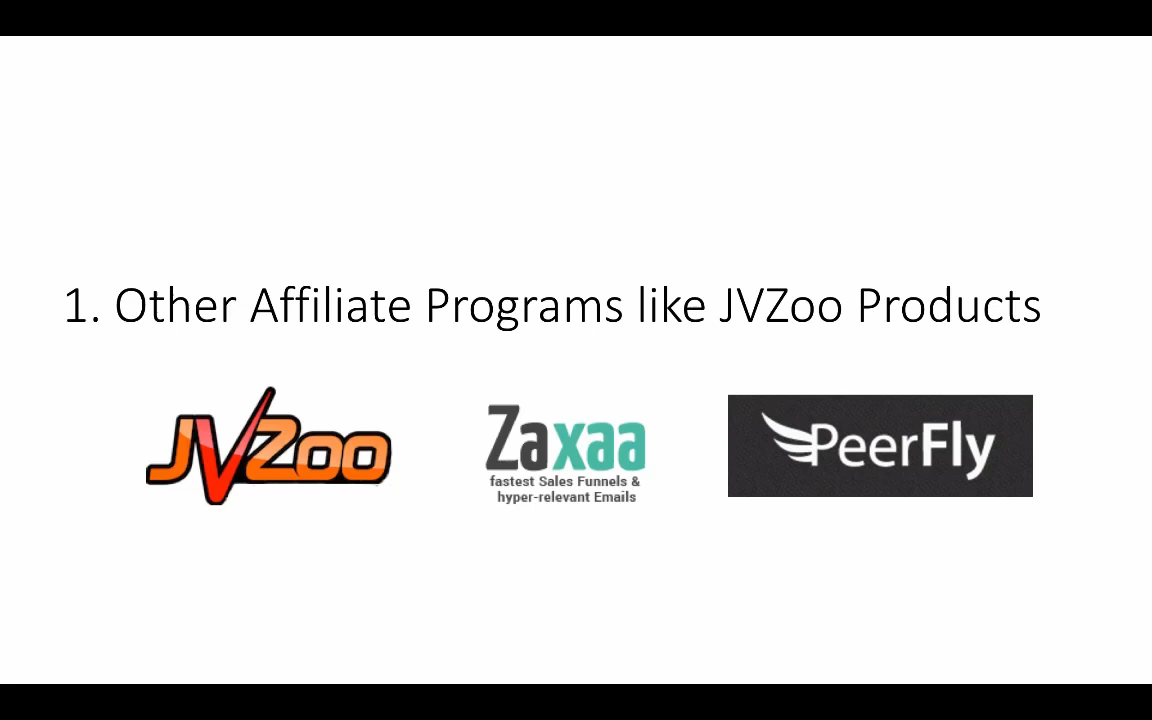 1. Other Affiliate Programs like JVZoo Products
JVZoo
Zaxaa
fastest Sales Funnels &
hyper-relevant Emails
PeerFly